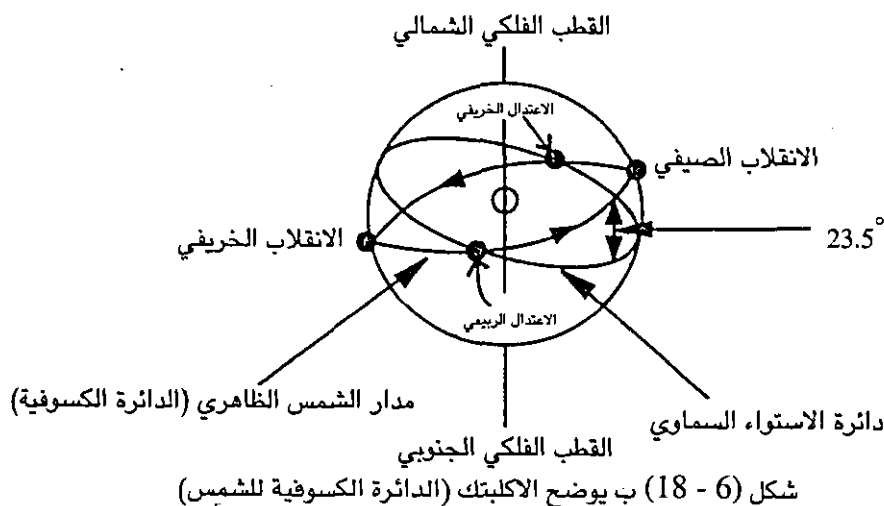 القطب الفلكي الشمالي
الاعتدال الخريفي
الانقلاب الصيفي
الانقلاب الخريفي
23.5°
الاعتدال الربيعي
مدار الشمس الظاهري (الدائرة الكسوفية)
دائرة الاستواء السماوي
القطب الفلكي الجنوبي
شكل (6 - 18) ب يوضح الاكلبتك (الدائرة الكسوفية للشمس)